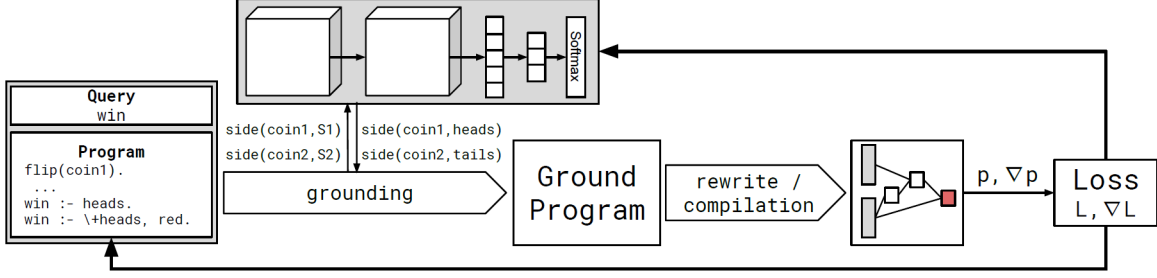 Softmax
Query
win
Program
flip(coin1).
...
win :- heads.
win :- \+heads, red.
side(coin1,S1)
side(coin2,S2)
side(coin1,heads)
side(coin2,tails)
grounding
Ground
Program
rewrite /
compilation
p, ∇p
Loss
L, ∇L